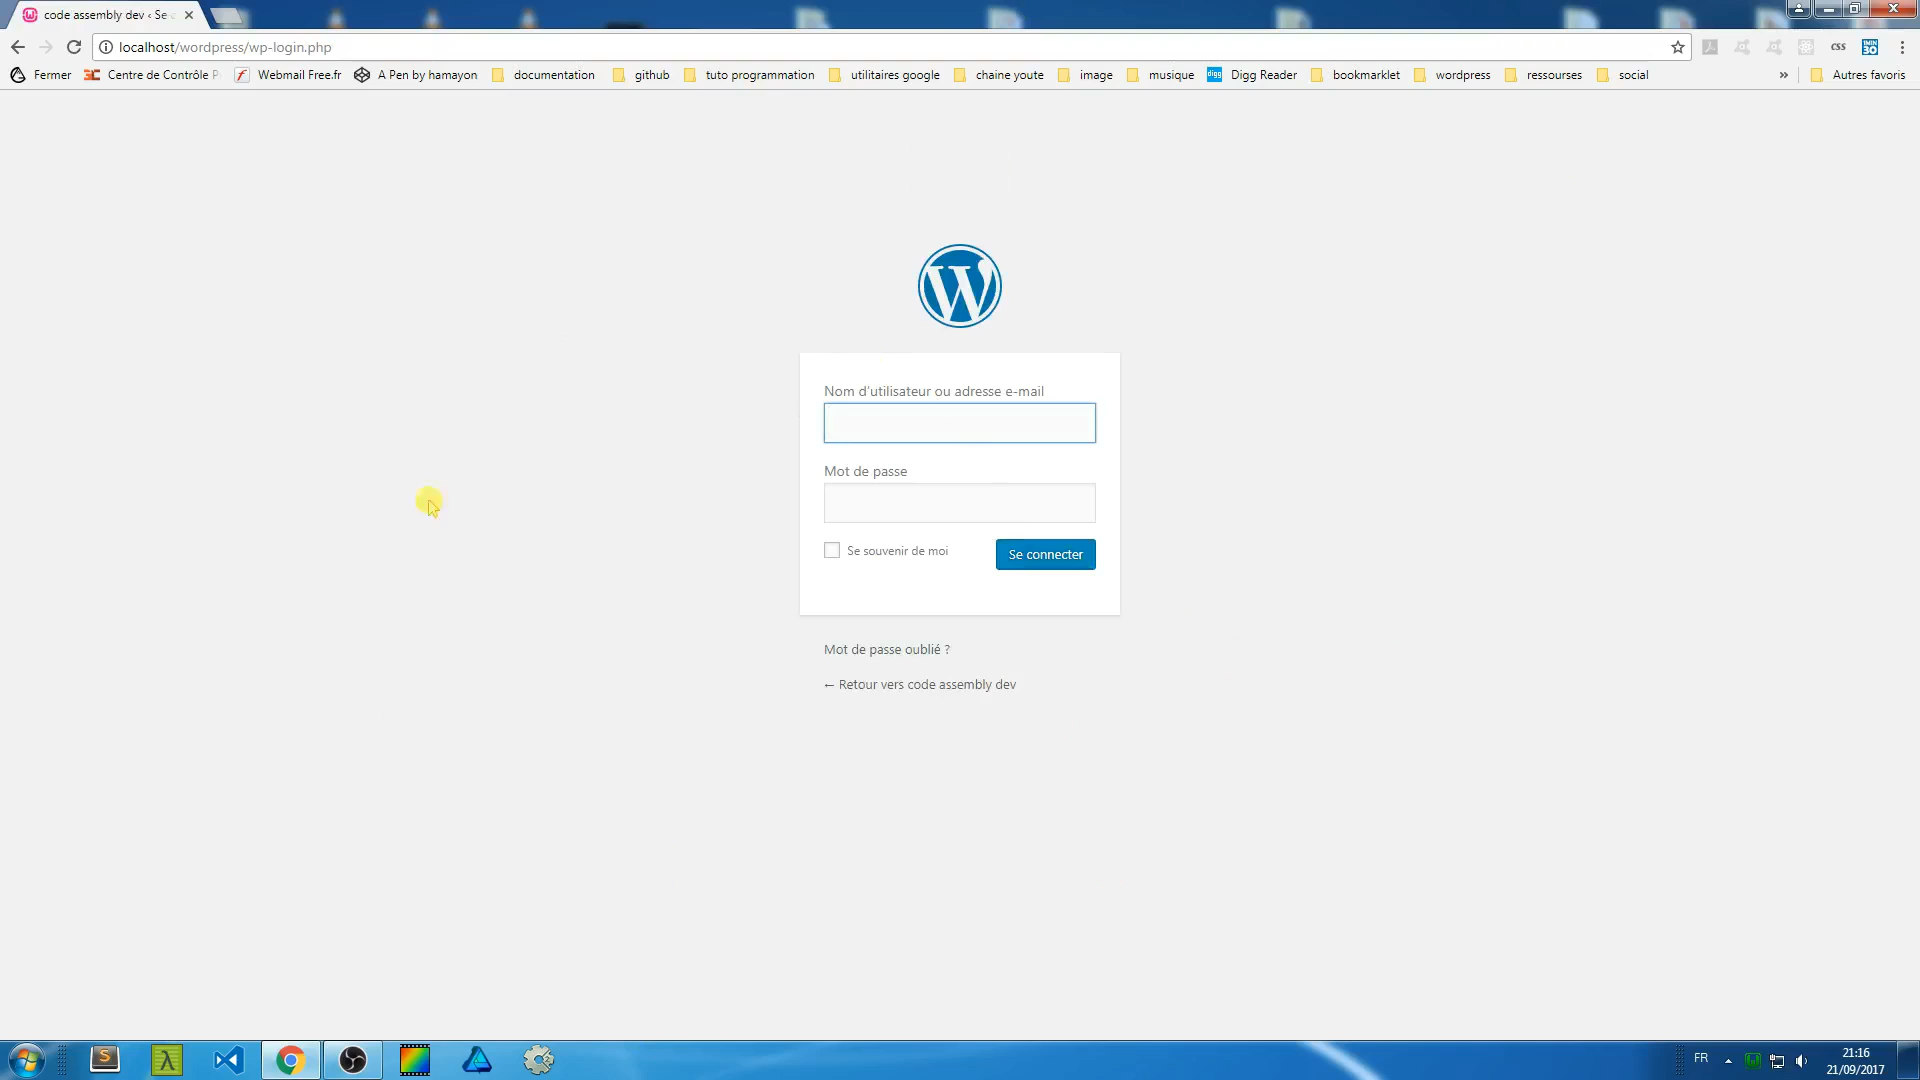 code assembly dev ‹ Se c
localhost/wordpress/wp-login.php
css
Fermer
Centre de Contrôle P
Webmail Free.fr
A Pen by hamayon
documentation
github
tuto programmation
utilitaires google
chaine youte
image
musique
digg
Digg Reader
bookmarklet
wordpress
ressourses
social
»
Autres favoris
Nom d'utilisateur ou adresse e-mail
Mot de passe
Se souvenir de moi
Se connecter
Mot de passe oublié ?
← Retour vers code assembly dev
FR
21:16
21/09/2017